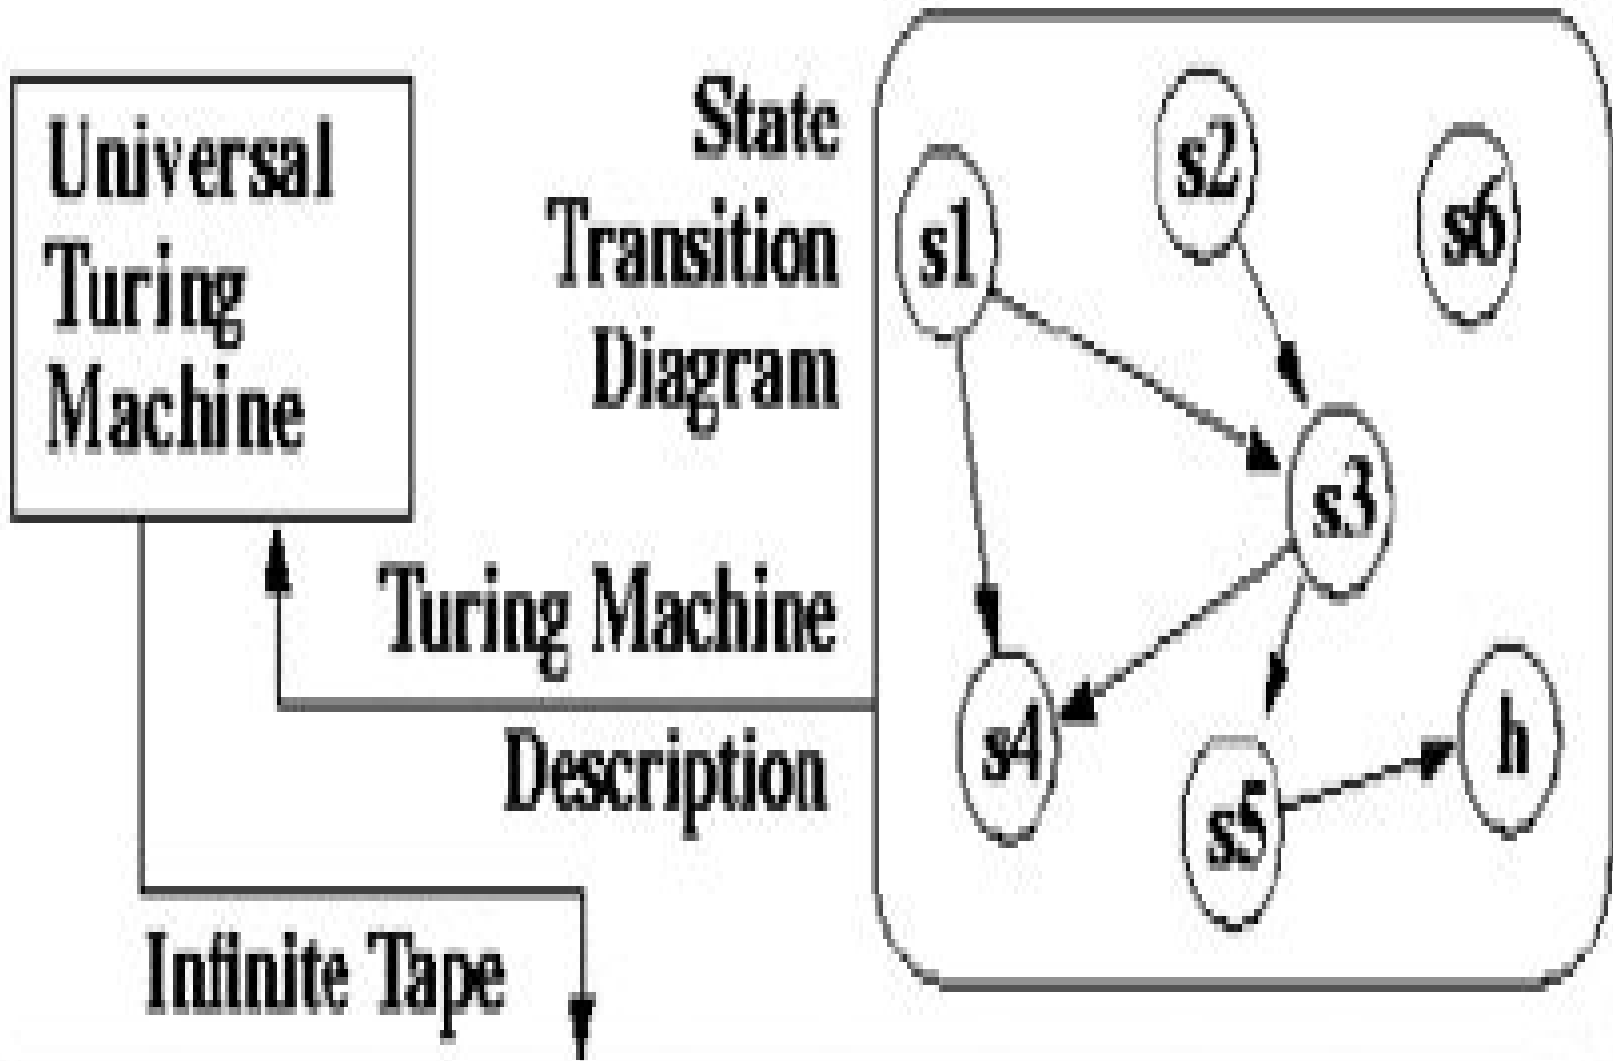 Universal
Turing
Machine
State
Transition
Diagram
Turing Machine
Description
Infinite Tape
s1
s2
s6
s3
s4
s5
h